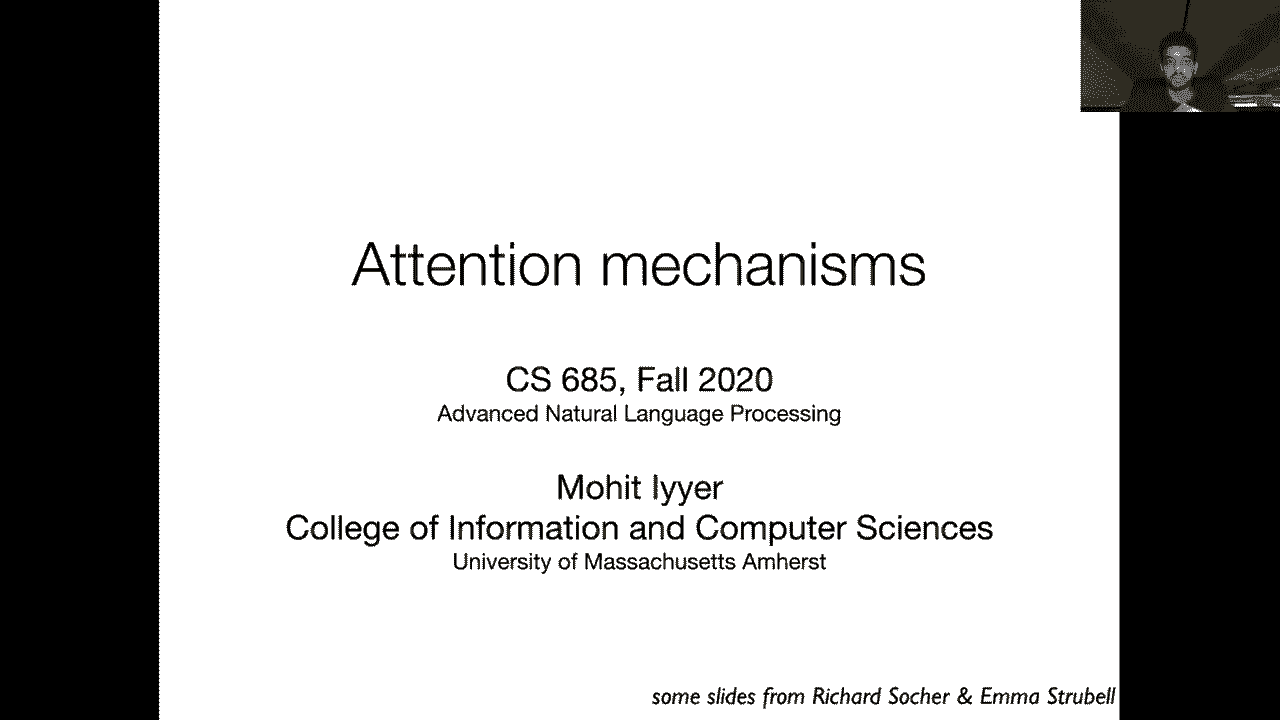 Attention mechanisms
CS 685, Fall 2020
Advanced Natural Language Processing
Mohit Iyyer
College of Information and Computer Sciences
University of Massachusetts Amherst
some slides from Richard Socher & Emma Strubell